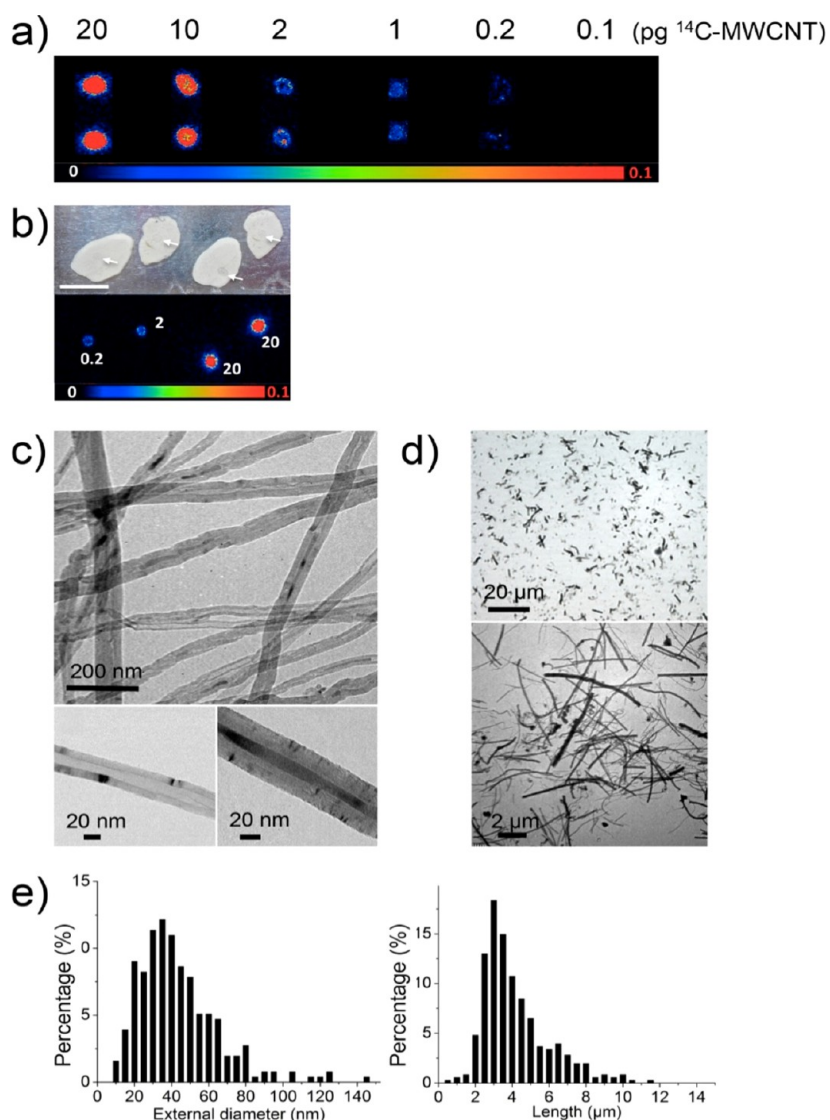 a) 20 10 2 1 0.2 0.1 (pg ¹⁴C-MWCNT)
0 0.1
b)
0.2 2 20 20
0 0.1
c)
200 nm
20 nm 20 nm
d)
20 µm
2 µm
e)
Percentage (%)
15
0
5
0
0 20 40 60 80 100 120 140
External diameter (nm)
Percentage (%)
15
10
5
0
0 2 4 6 8 10 12 14
Length (µm)